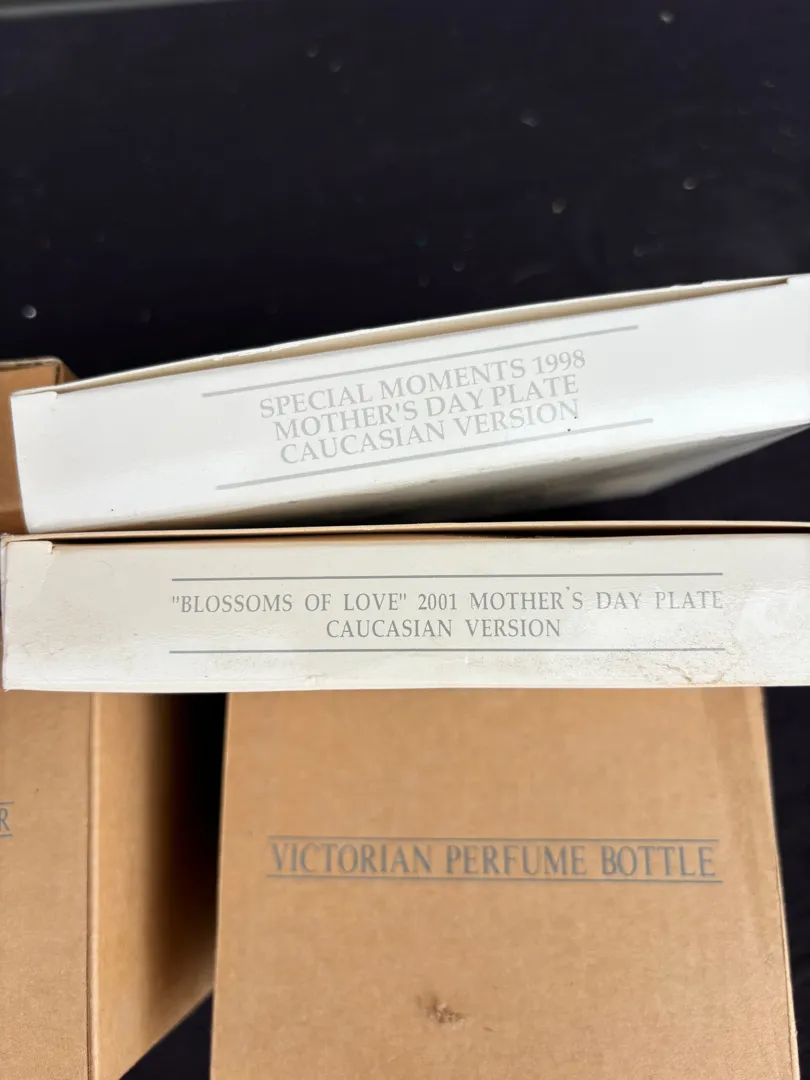 SPECIAL MOMENTS 1998
MOTHER'S DAY PLATE
CAUCASIAN VERSION
"BLOSSOMS OF LOVE" 2001 MOTHER'S DAY PLATE
CAUCASIAN VERSION
R
VICTORIAN PERFUME BOTTLE